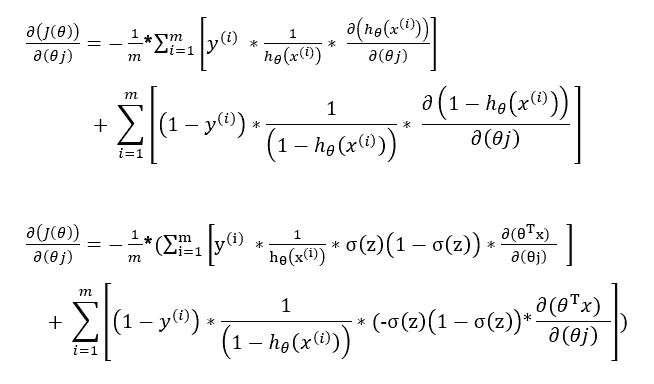 ∂(J(θ))/∂(θj) = − 1/m *∑_{i=1}^{m} [y^{(i)} * 1/h_θ(x^{(i)}) * ∂(h_θ(x^{(i)}))/∂(θj)]
+ ∑_{i=1}^{m} [(1 − y^{(i)}) * 1/(1 − h_θ(x^{(i)})) * ∂(1 − h_θ(x^{(i)}))/∂(θj)]
∂(J(θ))/∂(θj) = − 1/m *(∑_{i=1}^{m} [y^{(i)} * 1/h_θ(x^{(i)}) * σ(z)(1 − σ(z)) * ∂(θ^T x)/∂(θj) ]
+ ∑_{i=1}^{m} [(1 − y^{(i)}) * 1/(1 − h_θ(x^{(i)})) * (-σ(z)(1 − σ(z))* ∂(θ^T x)/∂(θj)])